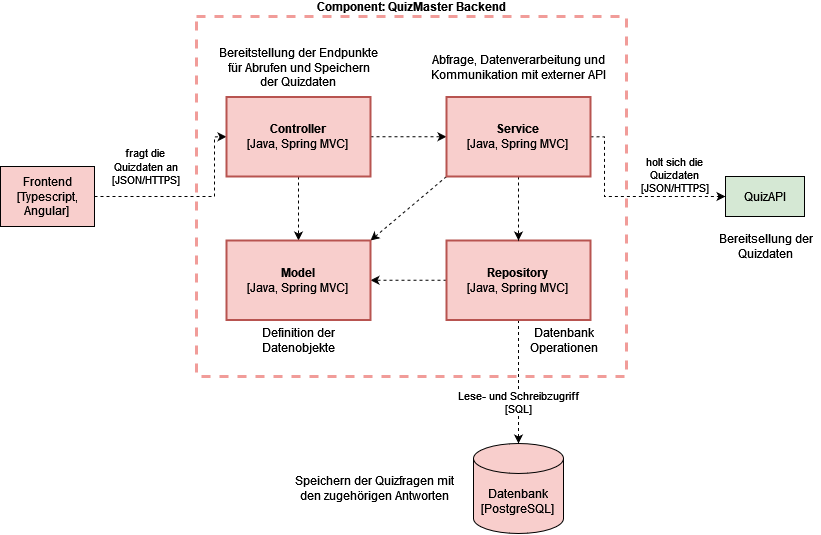 Component: QuizMaster Backend
Bereitstellung der Endpunkte
für Abrufen und Speichern
der Quizdaten
Abfrage, Datenverarbeitung und
Kommunikation mit externer API
Controller
[Java, Spring MVC]
Service
[Java, Spring MVC]
fragt die
Quizdaten an
[JSON/HTTPS]
holt sich die
Quizdaten
[JSON/HTTPS]
Frontend
[Typescript,
Angular]
QuizAPI
Bereitsellung der
Quizdaten
Model
[Java, Spring MVC]
Repository
[Java, Spring MVC]
Definition der
Datenobjekte
Datenbank
Operationen
Lese- und Schreibzugriff
[SQL]
Speichern der Quizfragen mit
den zugehörigen Antworten
Datenbank
[PostgreSQL]